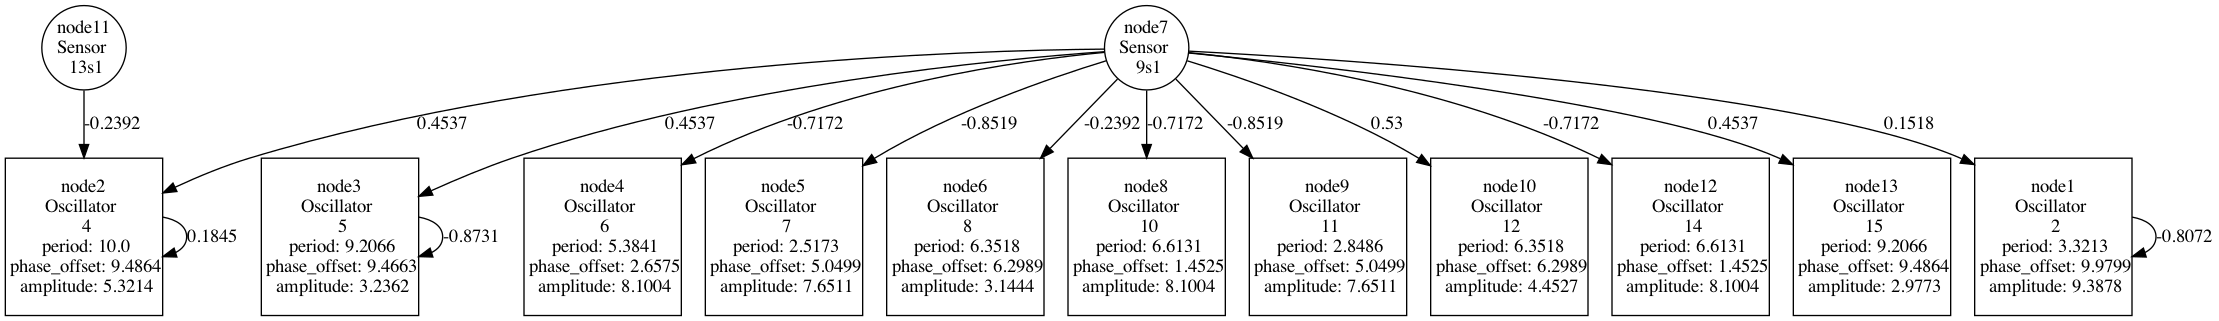 node11
Sensor
13s1
node7
Sensor
9s1
-0.2392
0.4537
0.4537
-0.7172
-0.8519
-0.2392
-0.7172
-0.8519
0.53
-0.7172
0.4537
0.1518
node2
Oscillator
4
period: 10.0
phase_offset: 9.4864
amplitude: 5.3214
0.1845
node3
Oscillator
5
period: 9.2066
phase_offset: 9.4663
amplitude: 3.2362
-0.8731
node4
Oscillator
6
period: 5.3841
phase_offset: 2.6575
amplitude: 8.1004
node5
Oscillator
7
period: 2.5173
phase_offset: 5.0499
amplitude: 7.6511
node6
Oscillator
8
period: 6.3518
phase_offset: 6.2989
amplitude: 3.1444
node8
Oscillator
10
period: 6.6131
phase_offset: 1.4525
amplitude: 8.1004
node9
Oscillator
11
period: 2.8486
phase_offset: 5.0499
amplitude: 7.6511
node10
Oscillator
12
period: 6.3518
phase_offset: 6.2989
amplitude: 4.4527
node12
Oscillator
14
period: 6.6131
phase_offset: 1.4525
amplitude: 8.1004
node13
Oscillator
15
period: 9.2066
phase_offset: 9.4864
amplitude: 2.9773
node1
Oscillator
2
period: 3.3213
phase_offset: 9.9799
amplitude: 9.3878
-0.8072